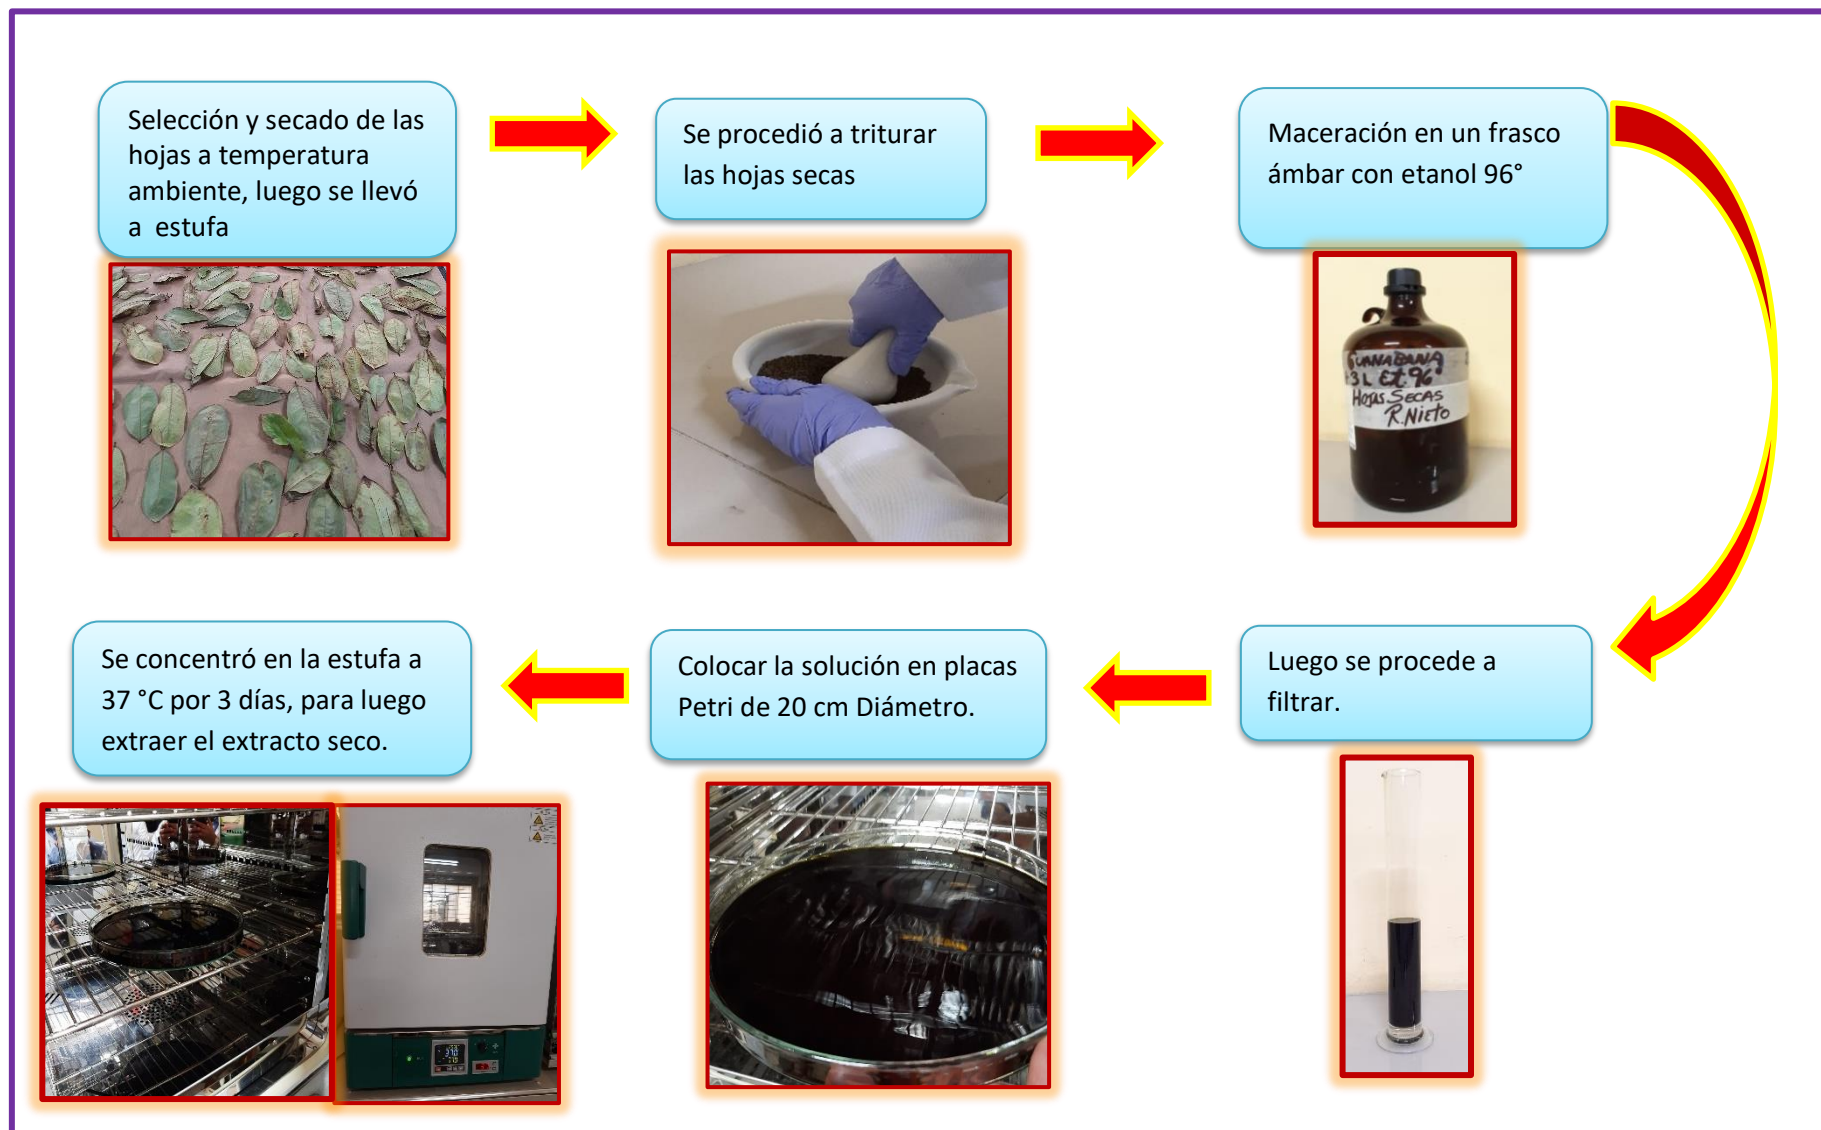 Selección y secado de las
hojas a temperatura
ambiente, luego se llevó
a estufa
Se procedió a triturar
las hojas secas
Maceración en un frasco
ámbar con etanol 96°
GUANABANA
3 L Et. 96°
HOJAS SECAS
R. NIETO
Luego se procede a
filtrar.
Colocar la solución en placas
Petri de 20 cm Diámetro.
Se concentró en la estufa a
37 °C por 3 días, para luego
extraer el extracto seco.